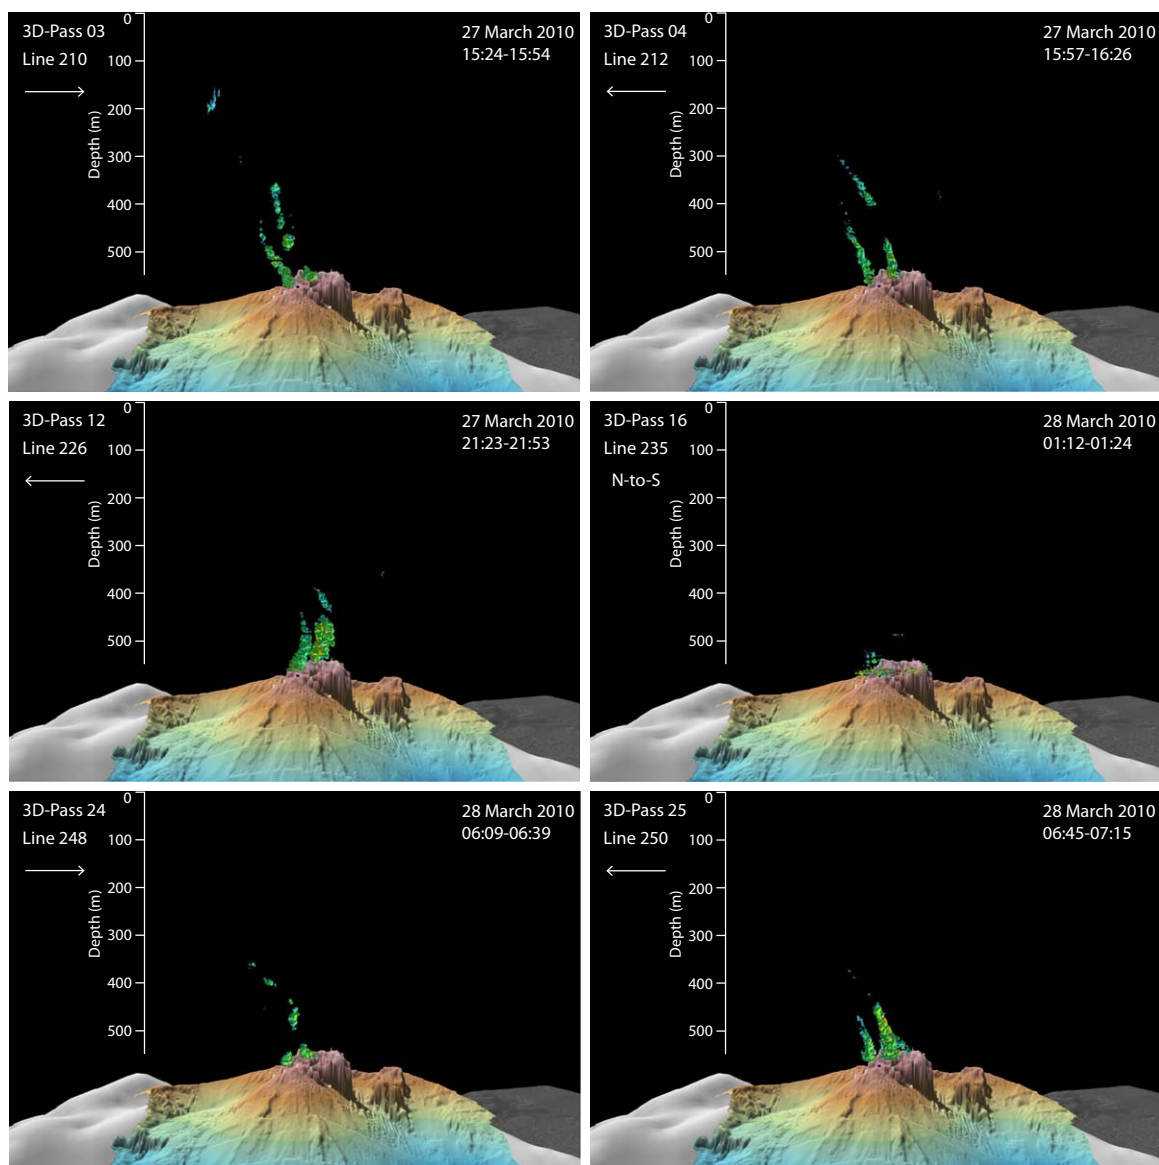 3D-Pass 03
Line 210
27 March 2010
15:24-15:54
Depth (m)
0
100
200
300
400
500
3D-Pass 04
Line 212
27 March 2010
15:57-16:26
Depth (m)
0
100
200
300
400
500
3D-Pass 12
Line 226
27 March 2010
21:23-21:53
Depth (m)
0
100
200
300
400
500
3D-Pass 16
Line 235
N-to-S
28 March 2010
01:12-01:24
Depth (m)
0
100
200
300
400
500
3D-Pass 24
Line 248
28 March 2010
06:09-06:39
Depth (m)
0
100
200
300
400
500
3D-Pass 25
Line 250
28 March 2010
06:45-07:15
Depth (m)
0
100
200
300
400
500